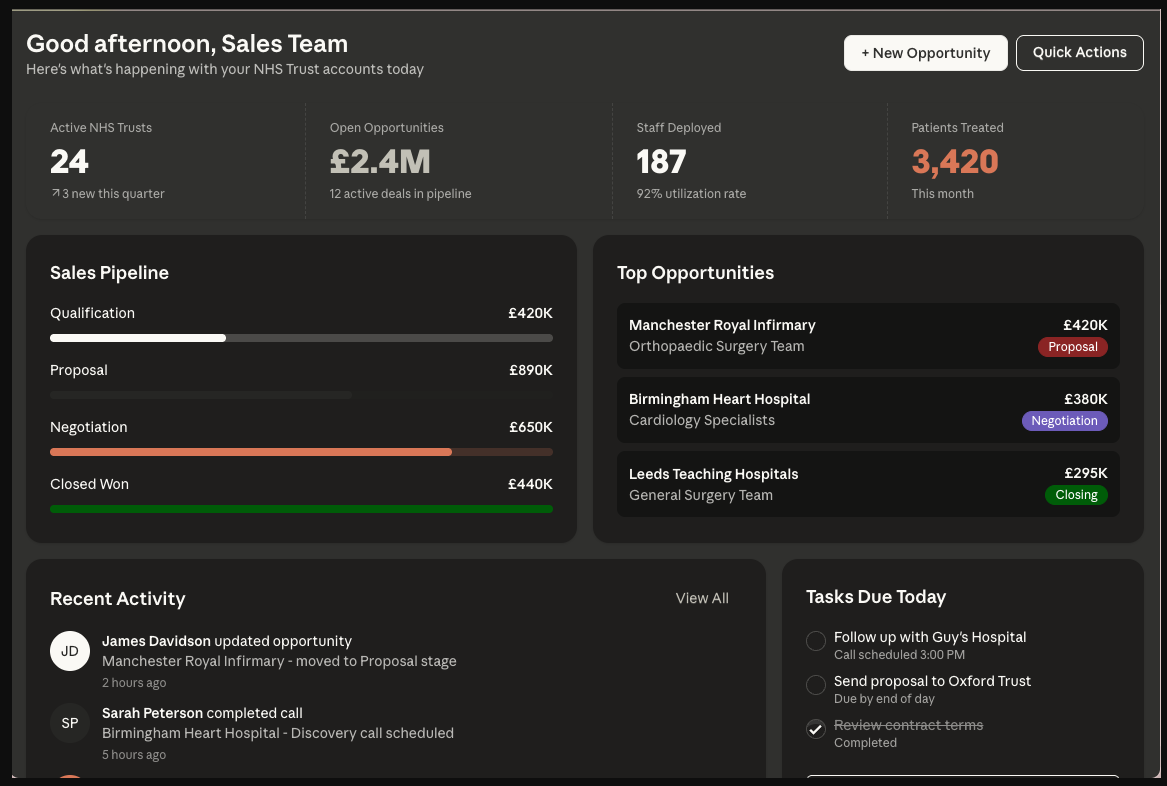 Good afternoon, Sales Team
Here's what's happening with your NHS Trust accounts today
+ New Opportunity
Quick Actions
Active NHS Trusts
24
↗ 3 new this quarter
Open Opportunities
£2.4M
12 active deals in pipeline
Staff Deployed
187
92% utilization rate
Patients Treated
3,420
This month
Sales Pipeline
Qualification £420K
Proposal £890K
Negotiation £650K
Closed Won £440K
Top Opportunities
Manchester Royal Infirmary £420K
Orthopaedic Surgery Team Proposal
Birmingham Heart Hospital £380K
Cardiology Specialists Negotiation
Leeds Teaching Hospitals £295K
General Surgery Team Closing
Recent Activity View All
JD
James Davidson updated opportunity
Manchester Royal Infirmary - moved to Proposal stage
2 hours ago
SP
Sarah Peterson completed call
Birmingham Heart Hospital - Discovery call scheduled
5 hours ago
Tasks Due Today
Follow up with Guy's Hospital
Call scheduled 3:00 PM
Send proposal to Oxford Trust
Due by end of day
Review contract terms
Completed